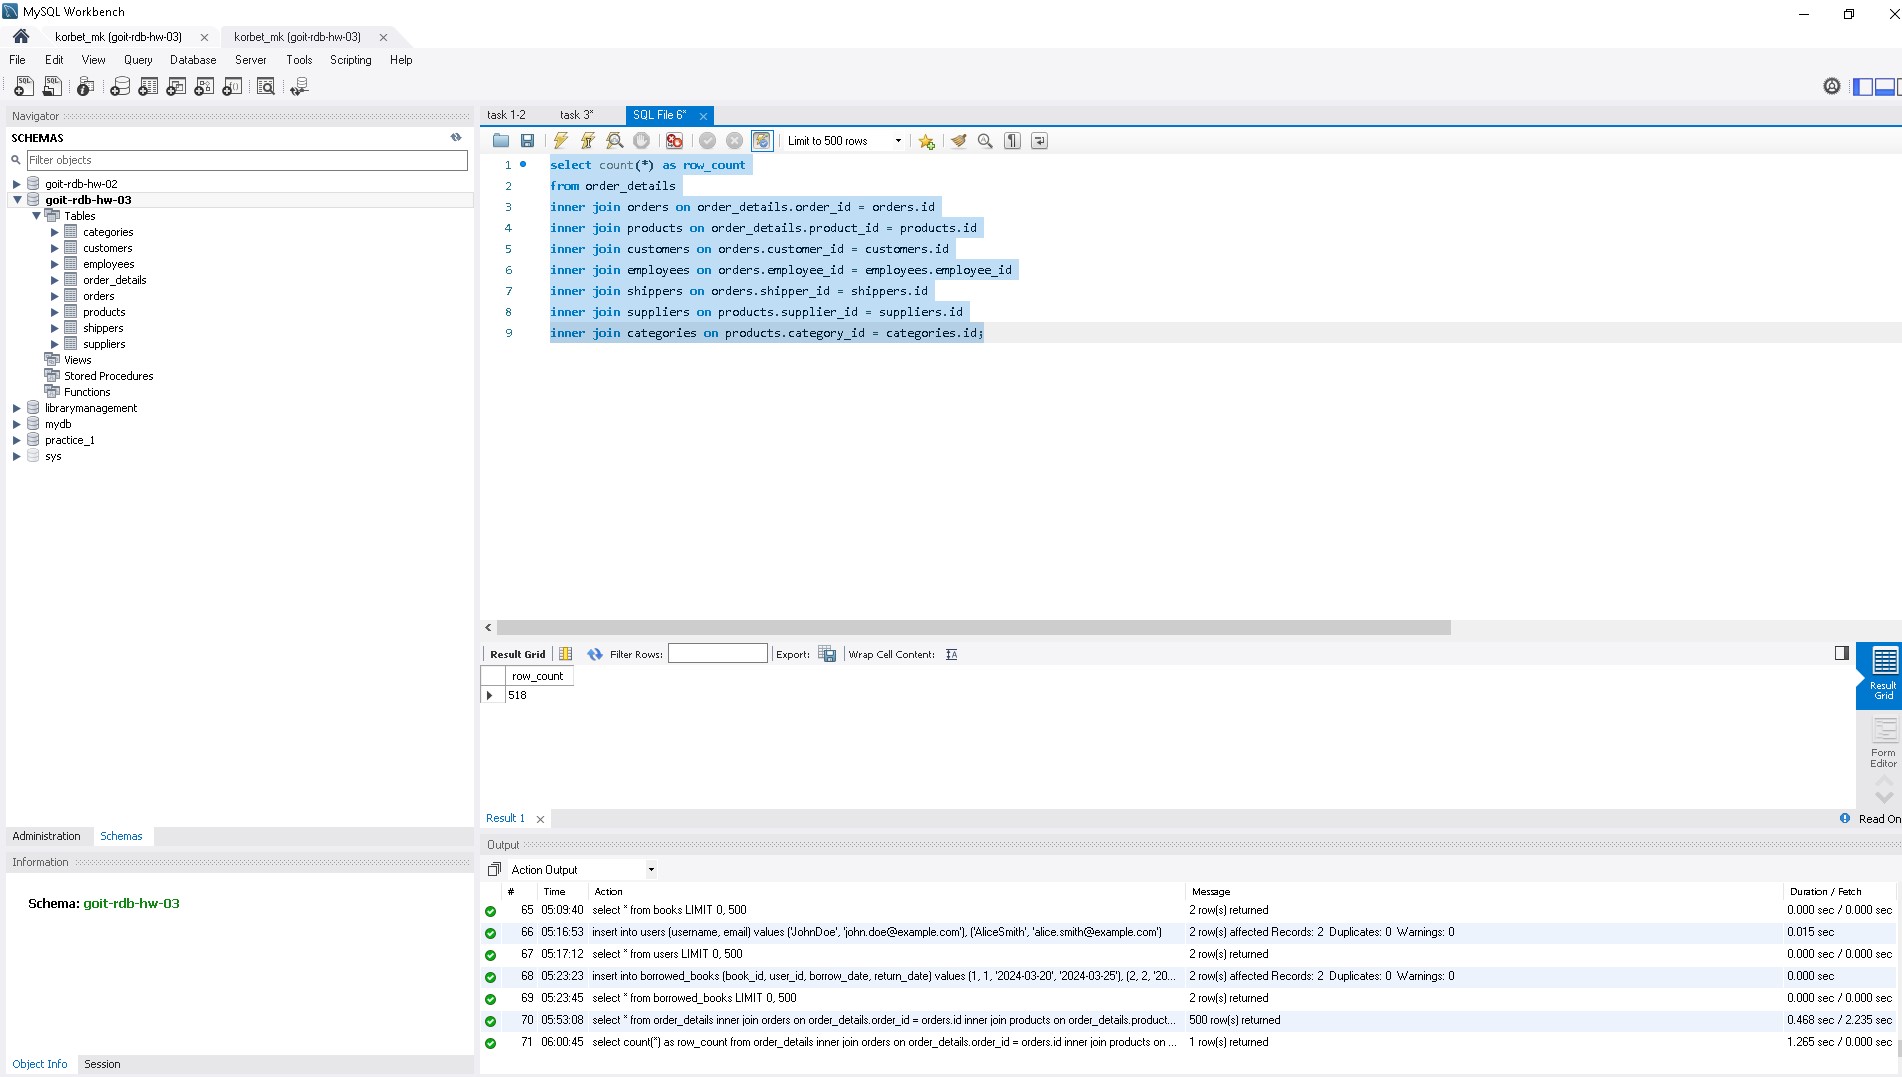 MySQL Workbench
korbet_mk (goit-rdb-hw-03)
korbet_mk (goit-rdb-hw-03)
File Edit View Query Database Server Tools Scripting Help
Navigator
SCHEMAS
Filter objects
goit-rdb-hw-02
goit-rdb-hw-03
Tables
categories
customers
employees
order_details
orders
products
shippers
suppliers
Views
Stored Procedures
Functions
librarymanagement
mydb
practice_1
sys
Administration Schemas
Information
Schema: goit-rdb-hw-03
Object Info Session
task 1-2 task 3* SQL File 6*
Limit to 500 rows
1 select count(*) as row_count
2 from order_details
3 inner join orders on order_details.order_id = orders.id
4 inner join products on order_details.product_id = products.id
5 inner join customers on orders.customer_id = customers.id
6 inner join employees on orders.employee_id = employees.employee_id
7 inner join shippers on orders.shipper_id = shippers.id
8 inner join suppliers on products.supplier_id = suppliers.id
9 inner join categories on products.category_id = categories.id;
Result Grid Filter Rows: Export: Wrap Cell Content:
row_count
518
Result
Grid
Form
Editor
Result 1
Read On
Output
Action Output
# Time Action Message Duration / Fetch
65 05:09:40 select * from books LIMIT 0, 500 2 row(s) returned 0.000 sec / 0.000 sec
66 05:16:53 insert into users (username, email) values ('JohnDoe', 'john.doe@example.com'), ('AliceSmith', 'alice.smith@example.com') 2 row(s) affected Records: 2 Duplicates: 0 Warnings: 0 0.015 sec
67 05:17:12 select * from users LIMIT 0, 500 2 row(s) returned 0.000 sec / 0.000 sec
68 05:23:23 insert into borrowed_books (book_id, user_id, borrow_date, return_date) values (1, 1, '2024-03-20', '2024-03-25'), (2, 2, '20... 2 row(s) affected Records: 2 Duplicates: 0 Warnings: 0 0.000 sec
69 05:23:45 select * from borrowed_books LIMIT 0, 500 2 row(s) returned 0.000 sec / 0.000 sec
70 05:53:08 select * from order_details inner join orders on order_details.order_id = orders.id inner join products on order_details.product... 500 row(s) returned 0.468 sec / 2.235 sec
71 06:00:45 select count(*) as row_count from order_details inner join orders on order_details.order_id = orders.id inner join products on ... 1 row(s) returned 1.265 sec / 0.000 sec